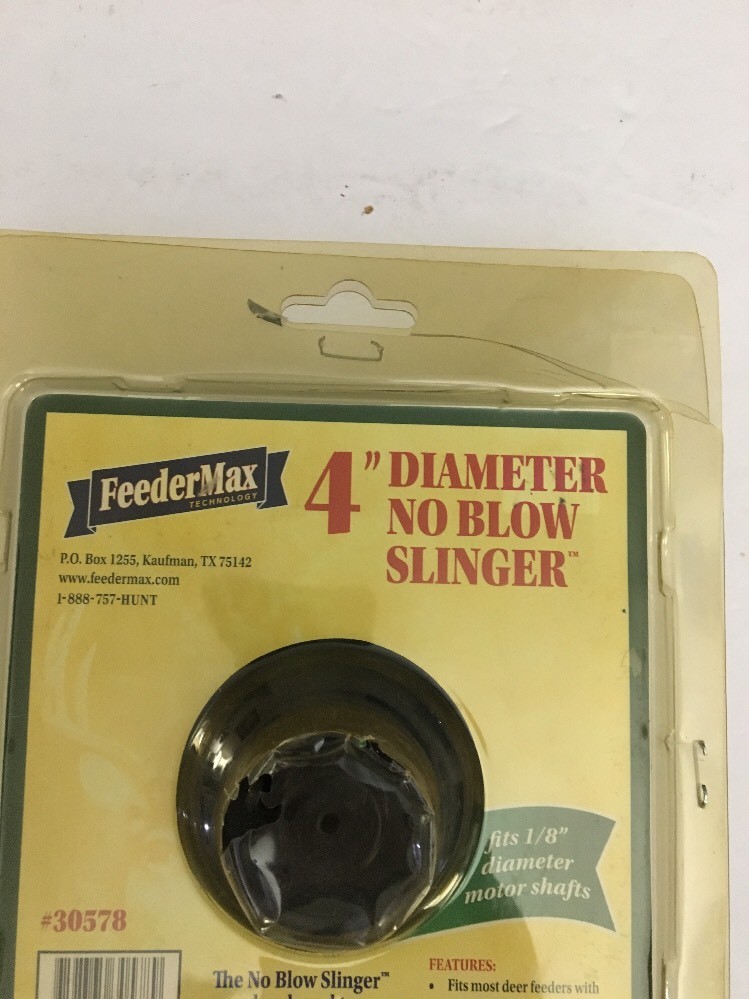 FeederMax
TECHNOLOGY
4" DIAMETER
NO BLOW
SLINGER™
P.O. Box 1255, Kaufman, TX 75142
www.feedermax.com
1-888-757-HUNT
fits 1/8"
diameter
motor shafts
#30578
The No Blow Slinger™
FEATURES:
• Fits most deer feeders with